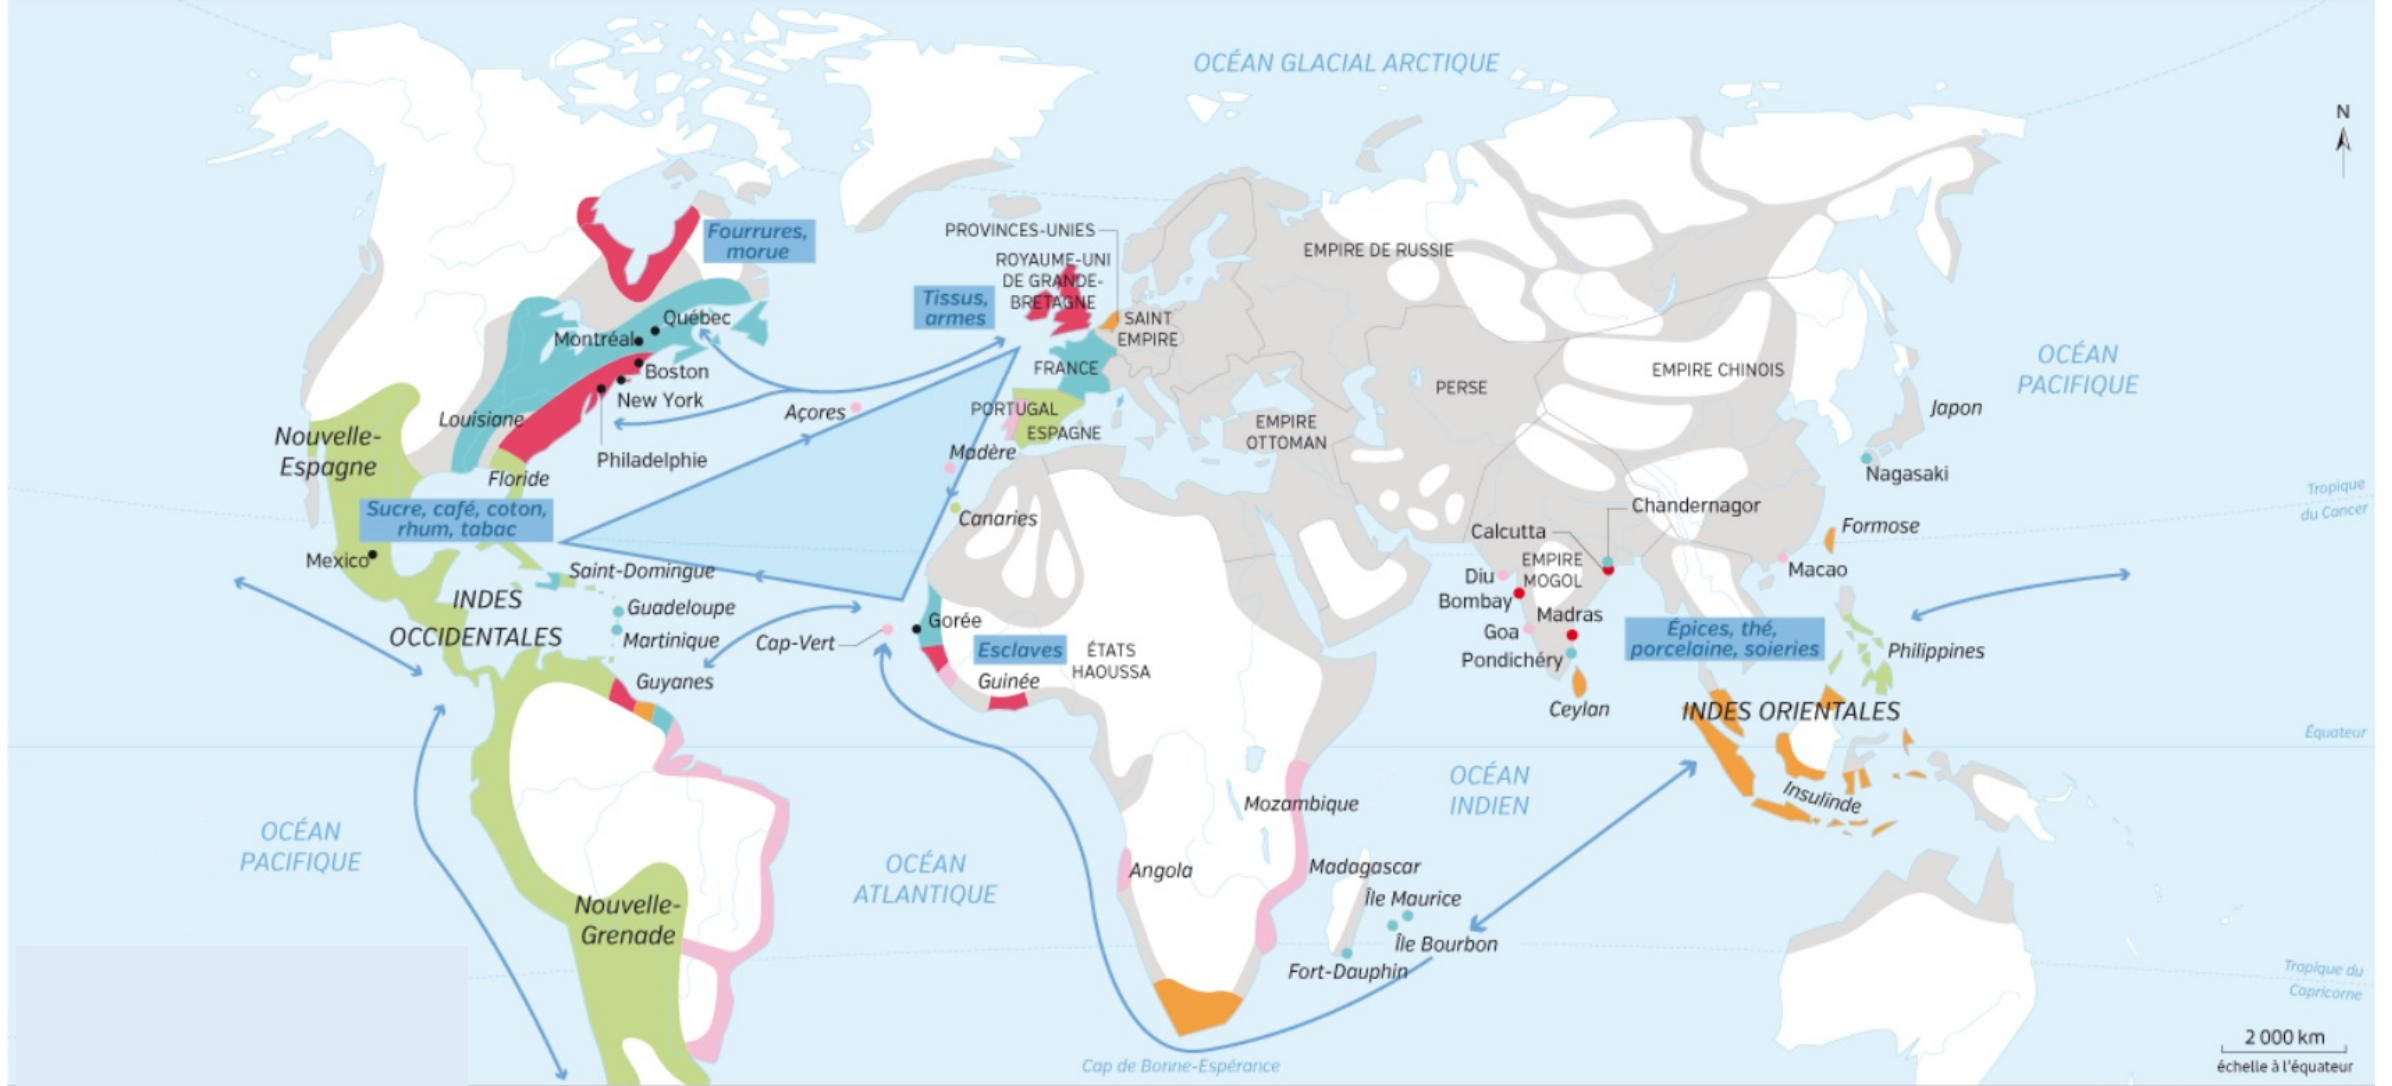 OCÉAN GLACIAL ARCTIQUE
N
Fourrures,
morue
PROVINCES-UNIES
ROYAUME-UNI
DE GRANDE-
BRETAGNE
EMPIRE DE RUSSIE
Tissus,
armes
SAINT
EMPIRE
Québec
Montréal
Boston
New York
Louisiane
Philadelphie
Floride
Nouvelle-
Espagne
Açores
FRANCE
PORTUGAL
ESPAGNE
Madère
Canaries
EMPIRE
OTTOMAN
PERSE
EMPIRE CHINOIS
OCÉAN
PACIFIQUE
Japon
Nagasaki
Tropique
du Cancer
Sucre, café, coton,
rhum, tabac
Mexico
Saint-Domingue
INDES
OCCIDENTALES
Guadeloupe
Martinique
Cap-Vert
Gorée
Esclaves
ÉTATS
HAOUSSA
Guinée
Guyanes
Chandernagor
Calcutta
EMPIRE
MOGOL
Diu
Bombay
Madras
Goa
Pondichéry
Ceylan
Formose
Macao
Épices, thé,
porcelaine, soieries
Philippines
INDES ORIENTALES
Équateur
Insulinde
OCÉAN
PACIFIQUE
OCÉAN
ATLANTIQUE
OCÉAN
INDIEN
Mozambique
Angola
Madagascar
Île Maurice
Île Bourbon
Fort-Dauphin
Nouvelle-
Grenade
Tropique du
Capricorne
Cap de Bonne-Espérance
2 000 km
échelle à l'équateur